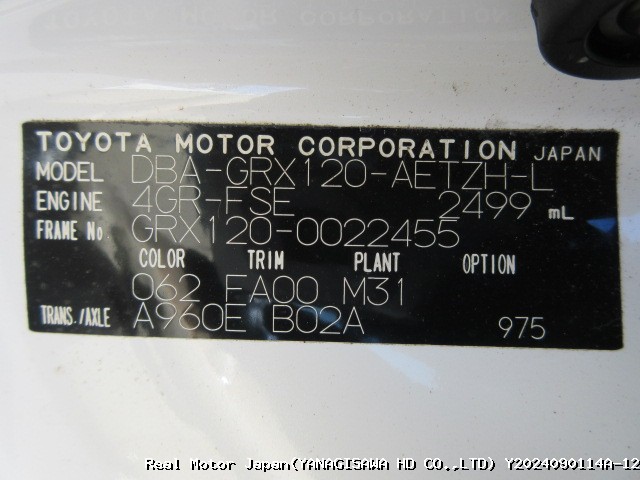 TOYOTA MOTOR CORPORATION JAPAN
MODEL DBA-GRX120-AETZH-L
ENGINE 4GR-FSE 2499 mL
FRAME No GRX120-0022455
COLOR TRIM PLANT OPTION
062 FA00 M31
TRANS./AXLE A960E B02A 975
Real Motor Japan(YANAGISAWA HD CO.,LTD) Y2024090114A-12